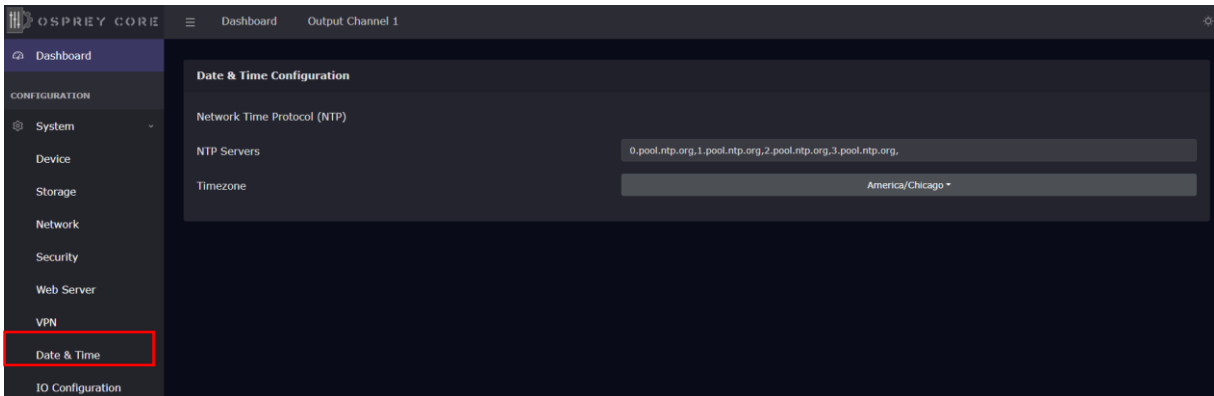 OSPREY CORE
Dashboard
Output Channel 1
Dashboard
CONFIGURATION
System
Device
Storage
Network
Security
Web Server
VPN
Date & Time
IO Configuration
Date & Time Configuration
Network Time Protocol (NTP)
NTP Servers
0.pool.ntp.org,1.pool.ntp.org,2.pool.ntp.org,3.pool.ntp.org,
Timezone
America/Chicago